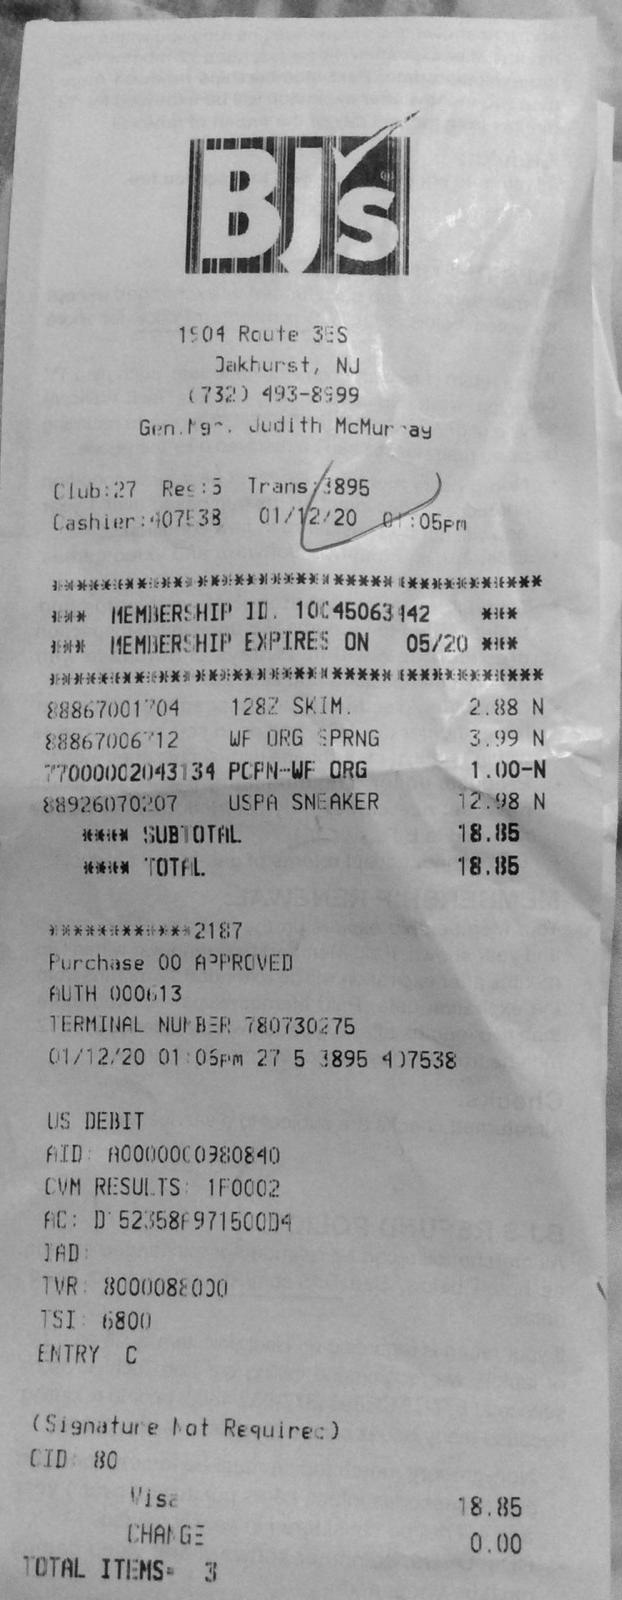 BJ's
1904 Route 35S
Oakhurst, NJ
(732) 493-8999
Gen.Mgr. Judith McMurray
Club:27 Reg:5 Trans:3895
Cashier:407538 01/12/20 01:05pm
******************************************
*** MEMBERSHIP ID. 10045063442 ***
*** MEMBERSHIP EXPIRES ON 05/20 ***
******************************************
88867001704 128Z SKIM. 2.88 N
88867006712 WF ORG SPRNG 3.99 N
77000002043134 PCPN-WF ORG 1.00-N
88926070207 USPA SNEAKER 12.98 N
**** SUBTOTAL 18.85
**** TOTAL 18.85
************2187
Purchase 00 APPROVED
AUTH 000613
TERMINAL NUMBER 780730275
01/12/20 01:05pm 27 5 3895 407538
US DEBIT
AID: A0000000980840
CVM RESULTS: 1F0002
AC:
IAD:
TVR: 8000088000
TSI: 6800
ENTRY C
(Signature Not Required)
CID: 80
Visa 18.85
CHANGE 0.00
TOTAL ITEMS= 3